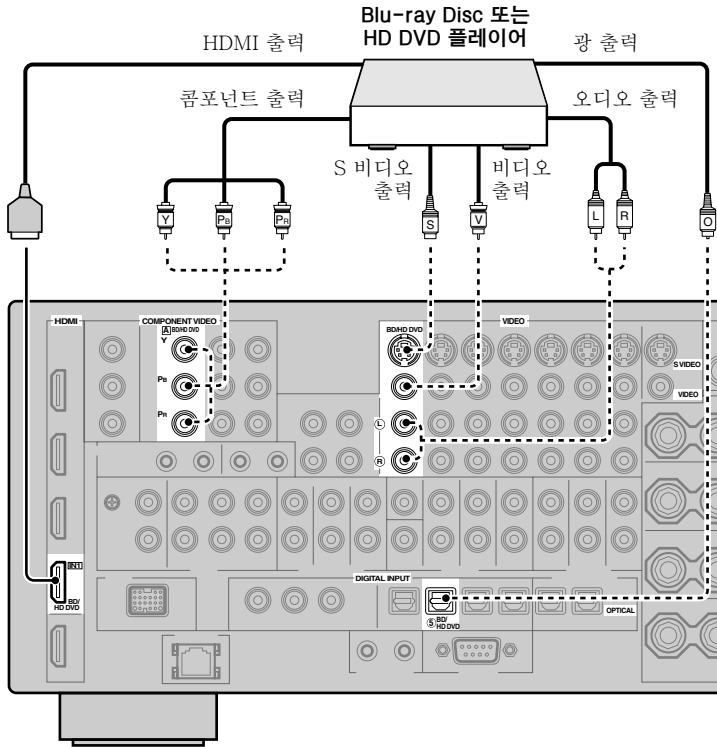 Blu-ray Disc 또는
HD DVD 플레이어
HDMI 출력
광 출력
콤포넌트 출력
오디오 출력
S 비디오
출력
비디오
출력
Y
PB
PR
S
V
L
R
O
HDMI
COMPONENT VIDEO
A BD/HD DVD
Y
PB
PR
BD/HD DVD
VIDEO
S VIDEO
VIDEO
L
R
IN1
BD/
HD DVD
DIGITAL INPUT
5 BD/
HD DVD
OPTICAL